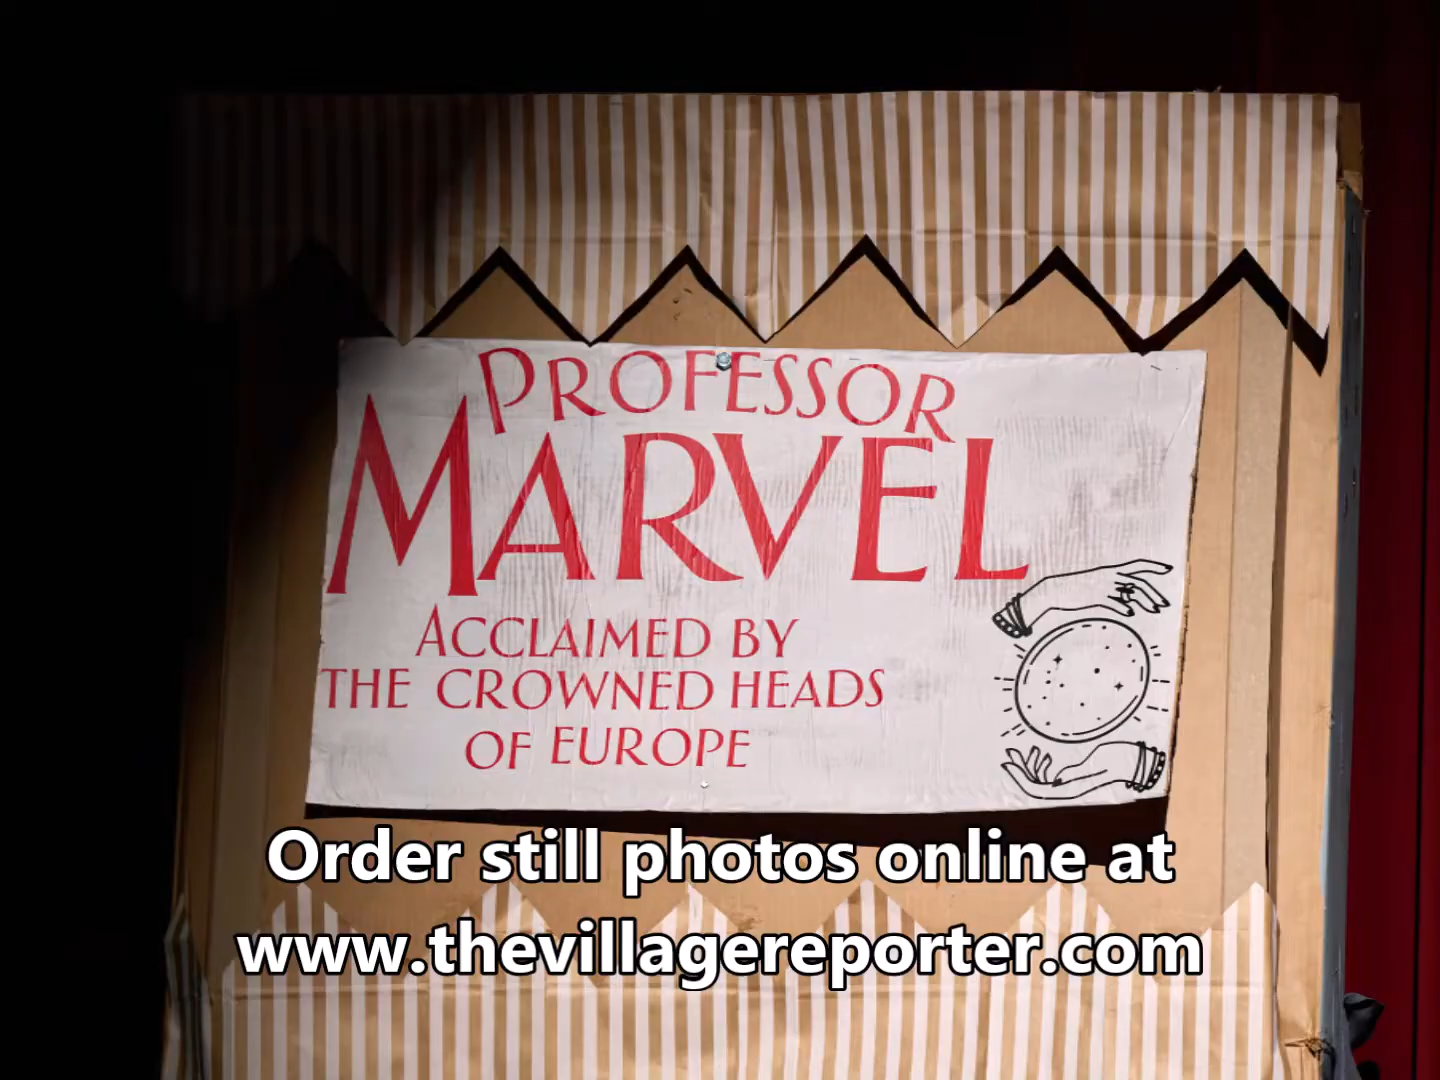 PROFESSOR
MARVEL
ACCLAIMED BY
THE CROWNED HEADS
OF EUROPE
Order still photos online at
www.thevillagereporter.com